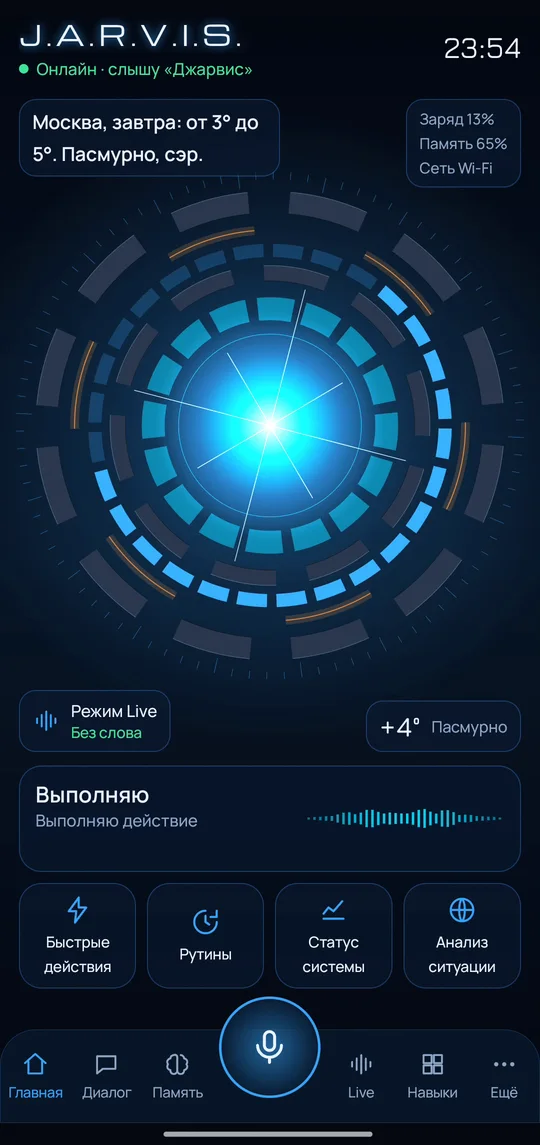 J.A.R.V.I.S.
23:54
Онлайн · слышу «Джарвис»
Москва, завтра: от 3° до
5°. Пасмурно, сэр.
Заряд 13%
Память 65%
Сеть Wi-Fi
Режим Live
Без слова
+4° Пасмурно
Выполняю
Выполняю действие
Быстрые
действия
Рутины
Статус
системы
Анализ
ситуации
Главная
Диалог
Память
Live
Навыки
Ещё